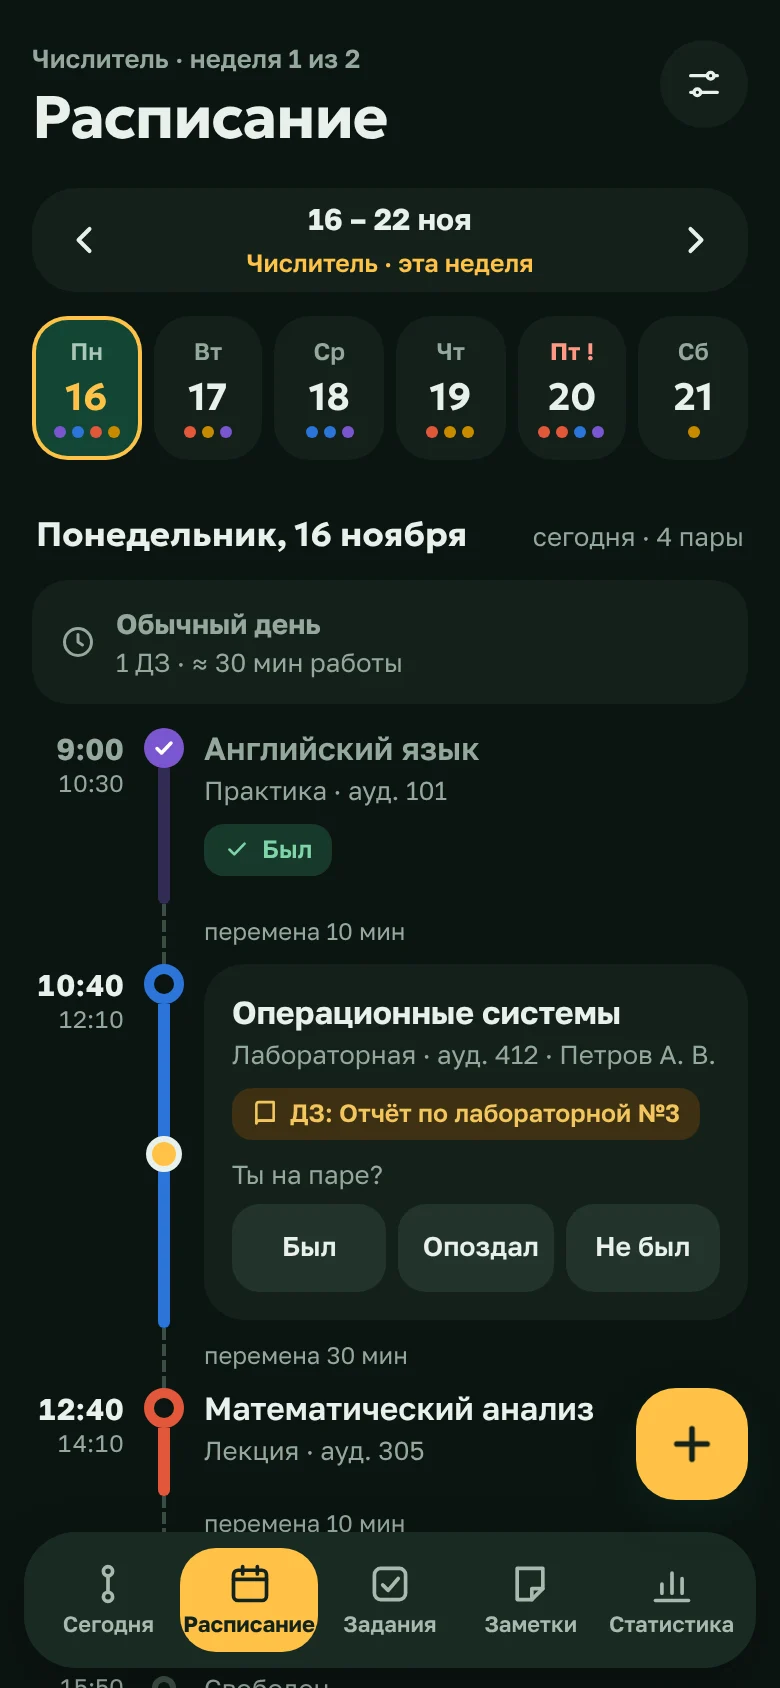 Числитель · неделя 1 из 2
Расписание
16 – 22 ноя
Числитель · эта неделя
Пн Вт Ср Чт Пт ! Сб
16 17 18 19 20 21
Понедельник, 16 ноября сегодня · 4 пары
Обычный день
1 ДЗ · ≈ 30 мин работы
9:00 Английский язык
10:30 Практика · ауд. 101
Был
перемена 10 мин
10:40 Операционные системы
12:10 Лабораторная · ауд. 412 · Петров А. В.
ДЗ: Отчёт по лабораторной №3
Ты на паре?
Был Опоздал Не был
перемена 30 мин
12:40 Математический анализ
14:10 Лекция · ауд. 305
перемена 10 мин
Сегодня Расписание Задания Заметки Статистика
15:50 Свободен